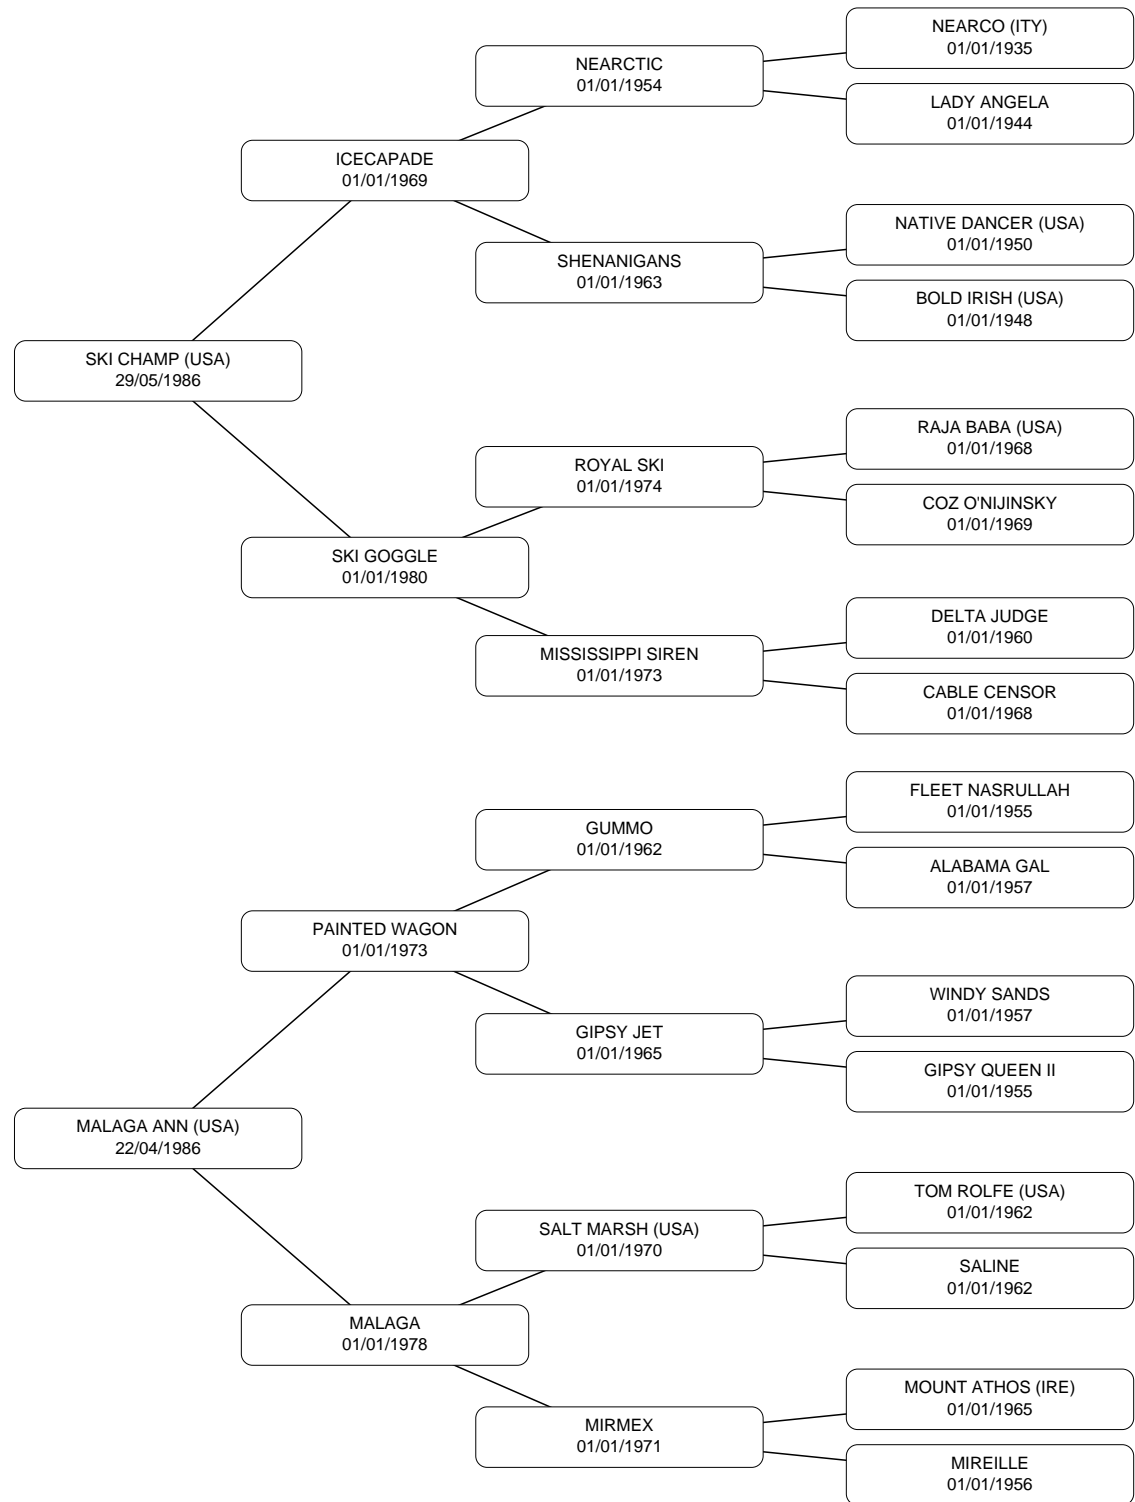 NEARCO (ITY)
01/01/1935
NEARCTIC
01/01/1954
LADY ANGELA
01/01/1944
ICECAPADE
01/01/1969
NATIVE DANCER (USA)
01/01/1950
SHENANIGANS
01/01/1963
BOLD IRISH (USA)
01/01/1948
SKI CHAMP (USA)
29/05/1986
RAJA BABA (USA)
01/01/1968
ROYAL SKI
01/01/1974
COZ O'NIJINSKY
01/01/1969
SKI GOGGLE
01/01/1980
DELTA JUDGE
01/01/1960
MISSISSIPPI SIREN
01/01/1973
CABLE CENSOR
01/01/1968
FLEET NASRULLAH
01/01/1955
GUMMO
01/01/1962
ALABAMA GAL
01/01/1957
PAINTED WAGON
01/01/1973
WINDY SANDS
01/01/1957
GIPSY JET
01/01/1965
GIPSY QUEEN II
01/01/1955
MALAGA ANN (USA)
22/04/1986
TOM ROLFE (USA)
01/01/1962
SALT MARSH (USA)
01/01/1970
SALINE
01/01/1962
MALAGA
01/01/1978
MOUNT ATHOS (IRE)
01/01/1965
MIRMEX
01/01/1971
MIREILLE
01/01/1956